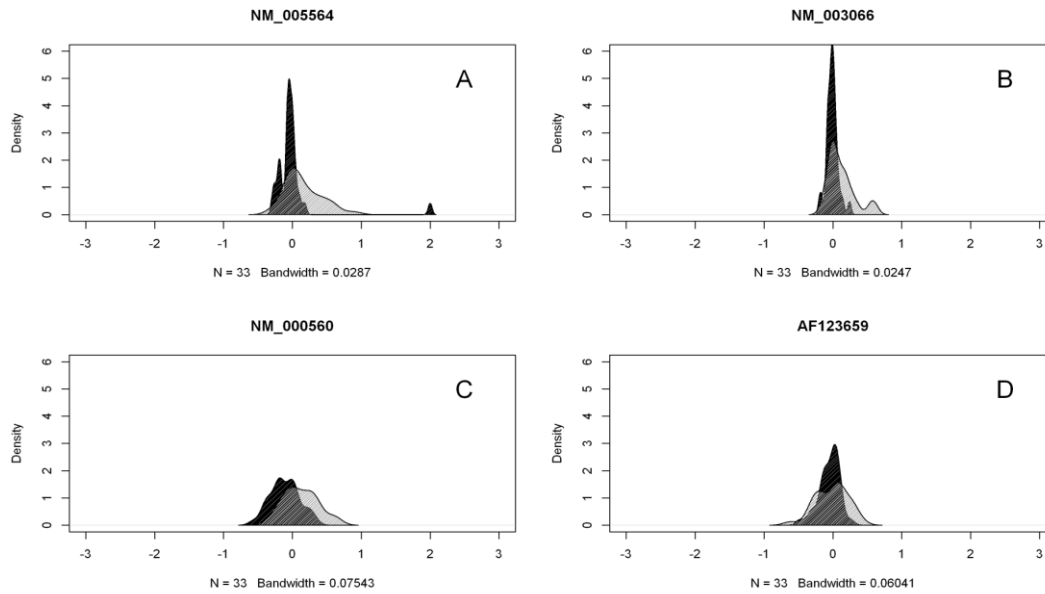 NM_005564
A
Density
0 1 2 3 4 5 6
-3 -2 -1 0 1 2 3
N = 33 Bandwidth = 0.0287
NM_003066
B
Density
0 1 2 3 4 5 6
-3 -2 -1 0 1 2 3
N = 33 Bandwidth = 0.0247
NM_000560
C
Density
0 1 2 3 4 5 6
-3 -2 -1 0 1 2 3
N = 33 Bandwidth = 0.07543
AF123659
D
Density
0 1 2 3 4 5 6
-3 -2 -1 0 1 2 3
N = 33 Bandwidth = 0.06041